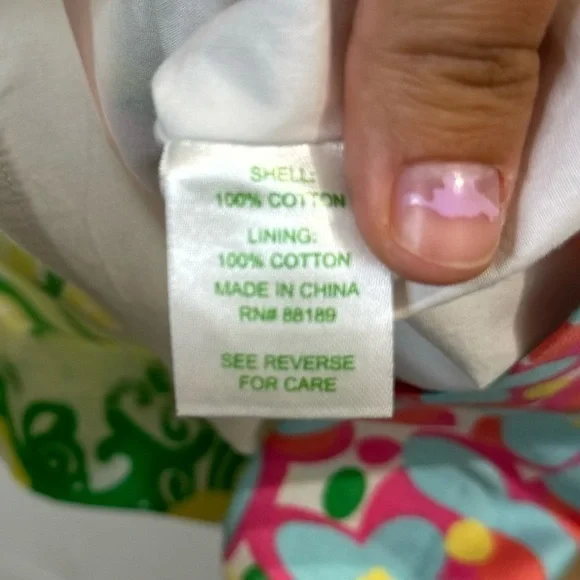 SHELL:
100% COTTON
LINING:
100% COTTON
MADE IN CHINA
RN# 88189
SEE REVERSE
FOR CARE